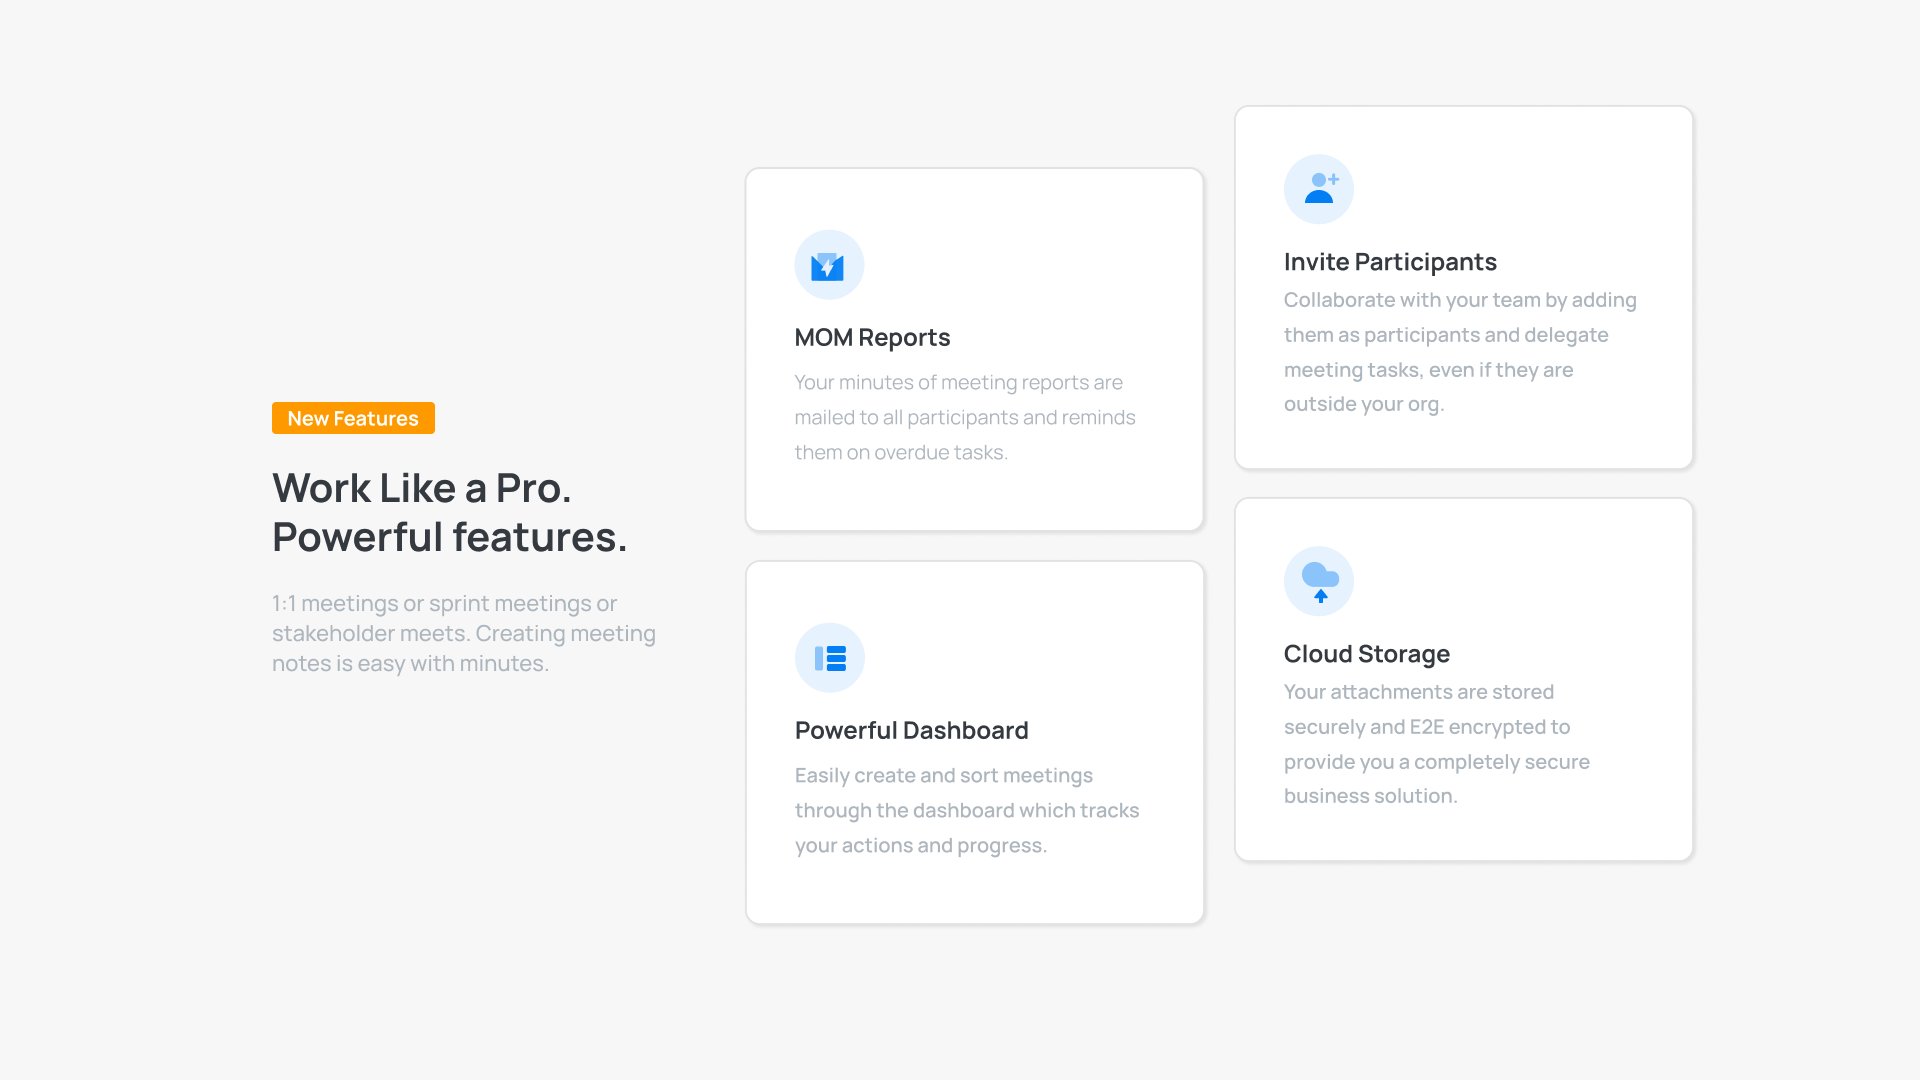 New Features
Work Like a Pro.
Powerful features.
1:1 meetings or sprint meetings or
stakeholder meets. Creating meeting
notes is easy with minutes.
MOM Reports
Your minutes of meeting reports are
mailed to all participants and reminds
them on overdue tasks.
Powerful Dashboard
Easily create and sort meetings
through the dashboard which tracks
your actions and progress.
Invite Participants
Collaborate with your team by adding
them as participants and delegate
meeting tasks, even if they are
outside your org.
Cloud Storage
Your attachments are stored
securely and E2E encrypted to
provide you a completely secure
business solution.